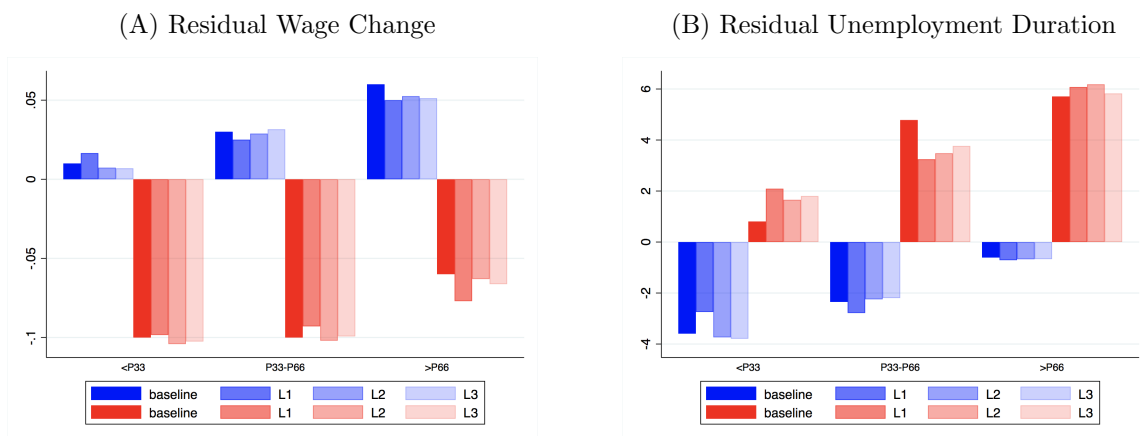 (A) Residual Wage Change
.05
0
-.05
-.1
<P33 P33-P66 >P66
baseline L1 L2 L3
baseline L1 L2 L3
(B) Residual Unemployment Duration
6
4
2
0
-2
-4
<P33 P33-P66 >P66
baseline L1 L2 L3
baseline L1 L2 L3